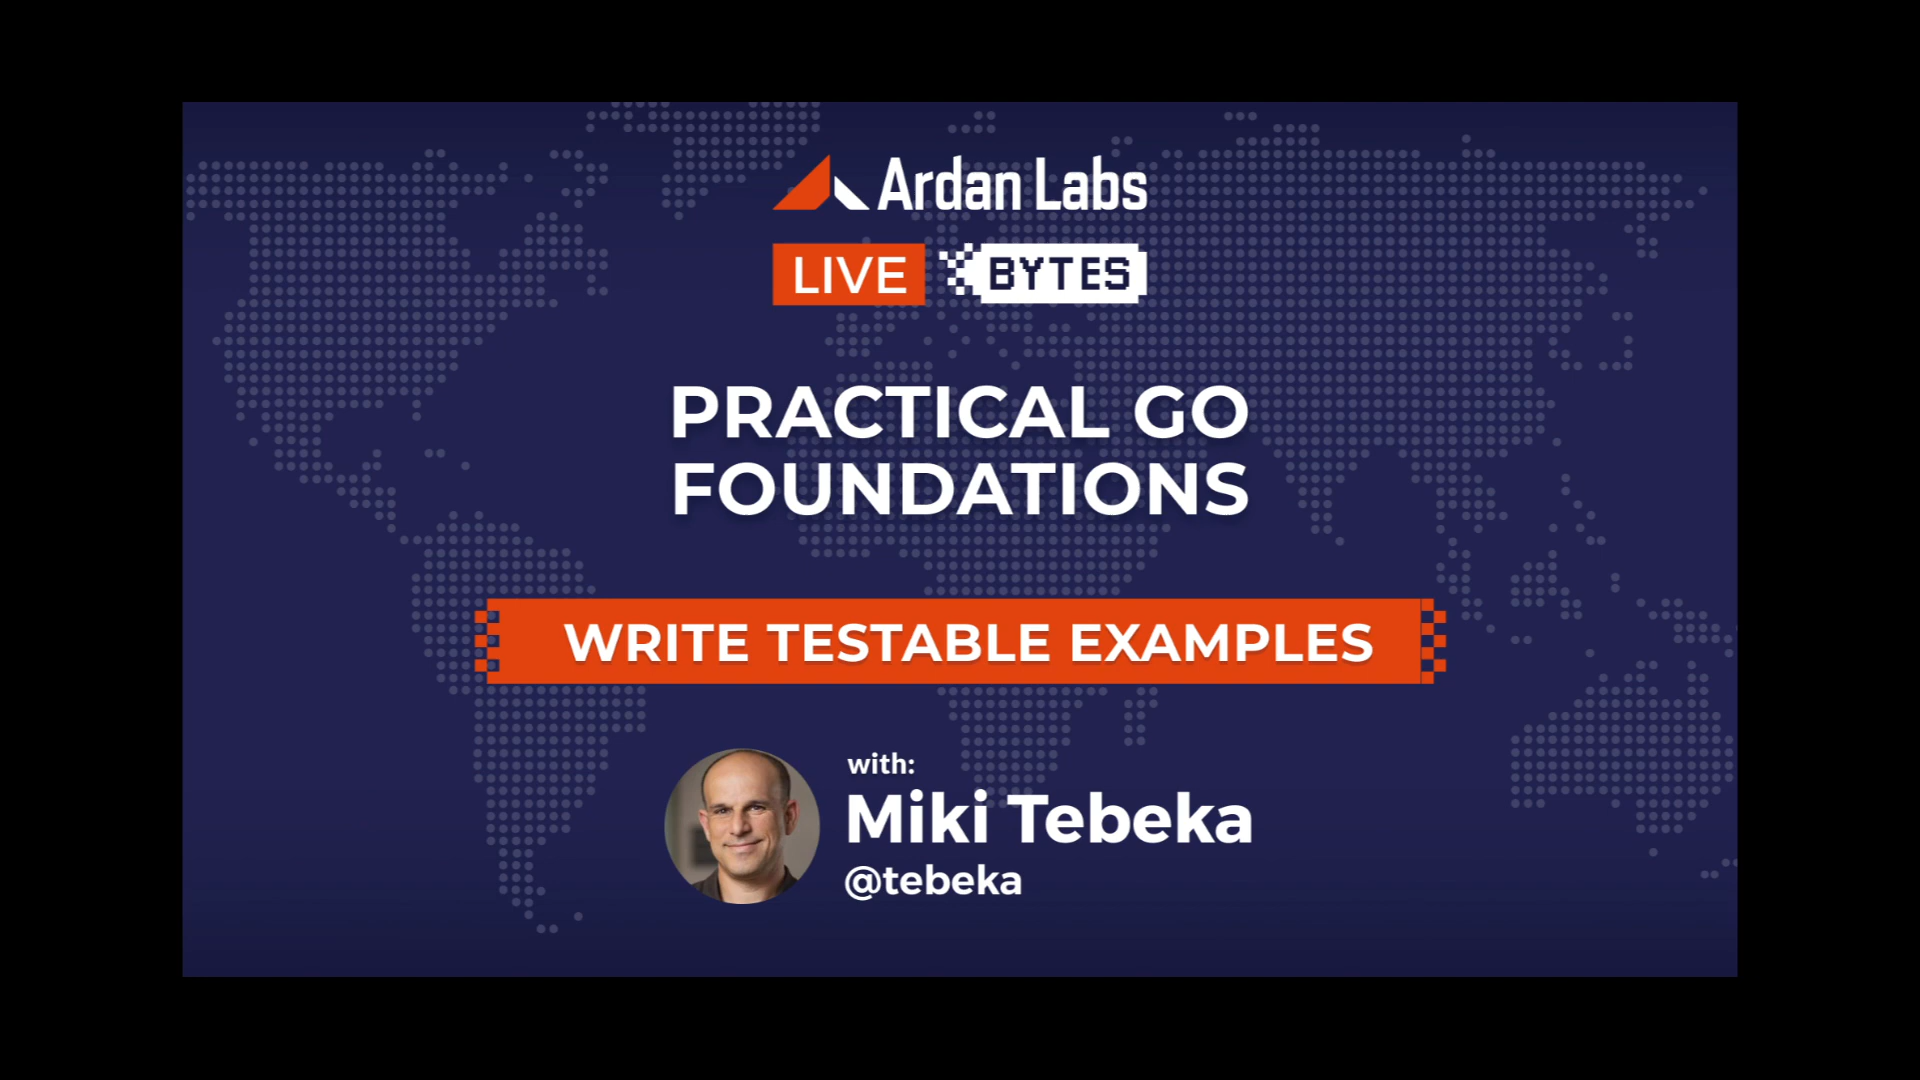 Ardan Labs
LIVE BYTES
PRACTICAL GO
FOUNDATIONS
WRITE TESTABLE EXAMPLES
with:
Miki Tebeka
@tebeka